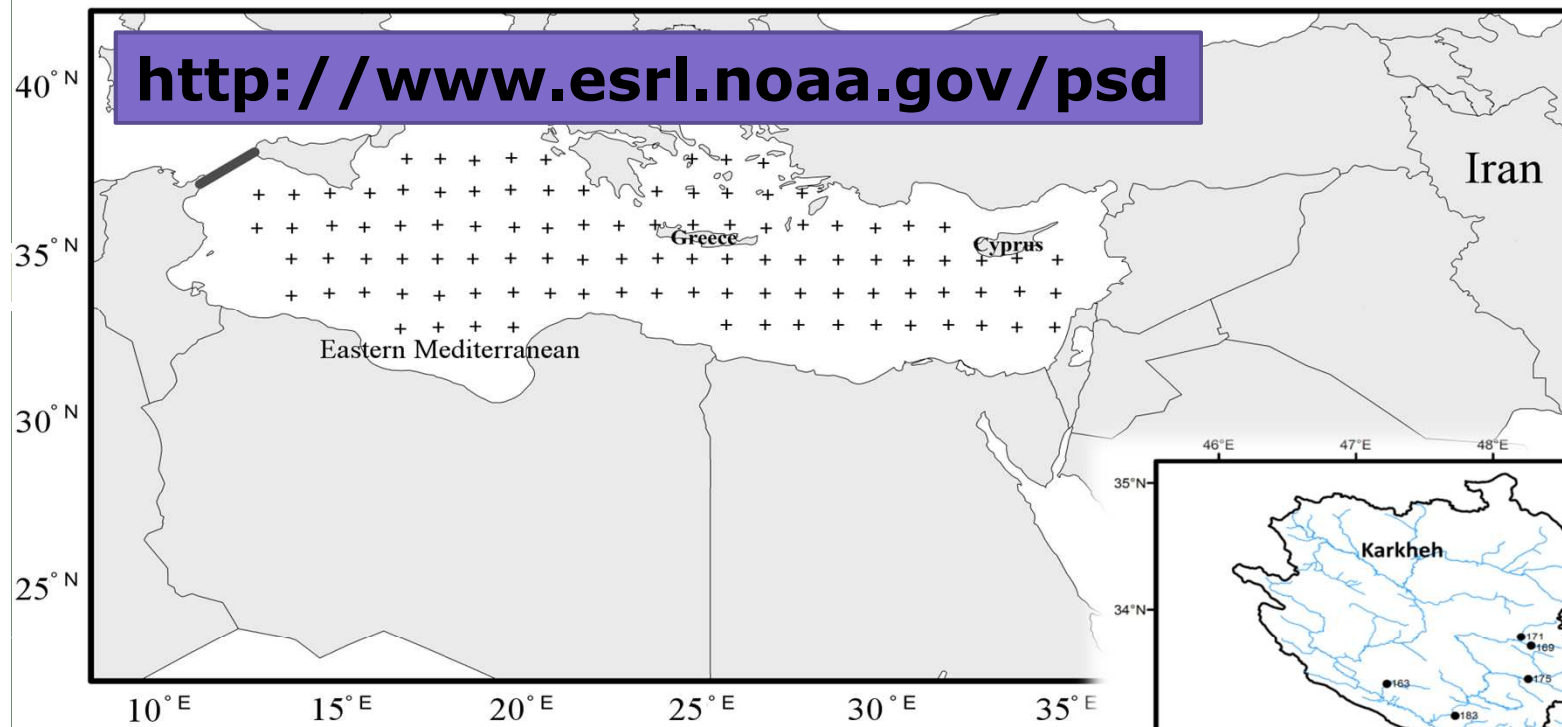 http://www.esrl.noaa.gov/psd
40° N
Iran
35° N
Greece
Cyprus
Eastern Mediterranean
30° N
46°E 47°E 48°E
35°N
Karkheh
25° N
34°N
171
169
163
175
183
10° E 15° E 20° E 25° E 30° E 35° E